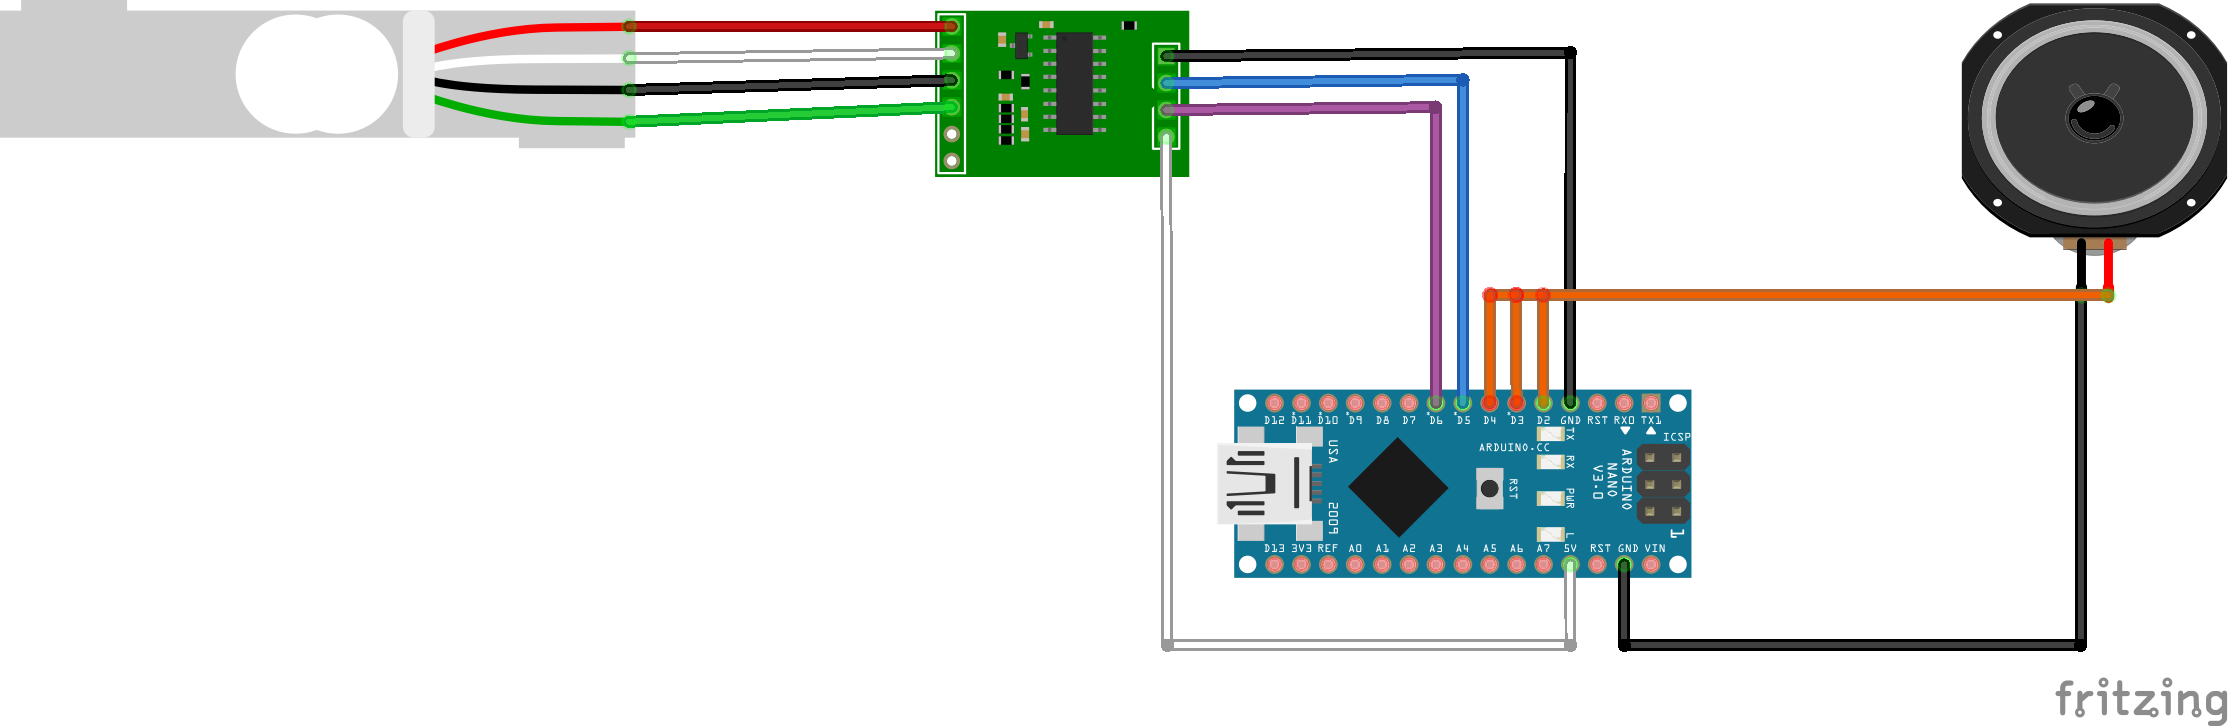 D12 D11 D10 D9 D8 D7 D6 D5 D4 D3 D2 GND RST RX0 TX1
ICSP
TX
RX
PWR
L
USA
ARDUINO.CC
RST
ARDUINO
NANO
V3.0
2009
1
D13 3V3 REF A0 A1 A2 A3 A4 A5 A6 A7 5V RST GND VIN
fritzing